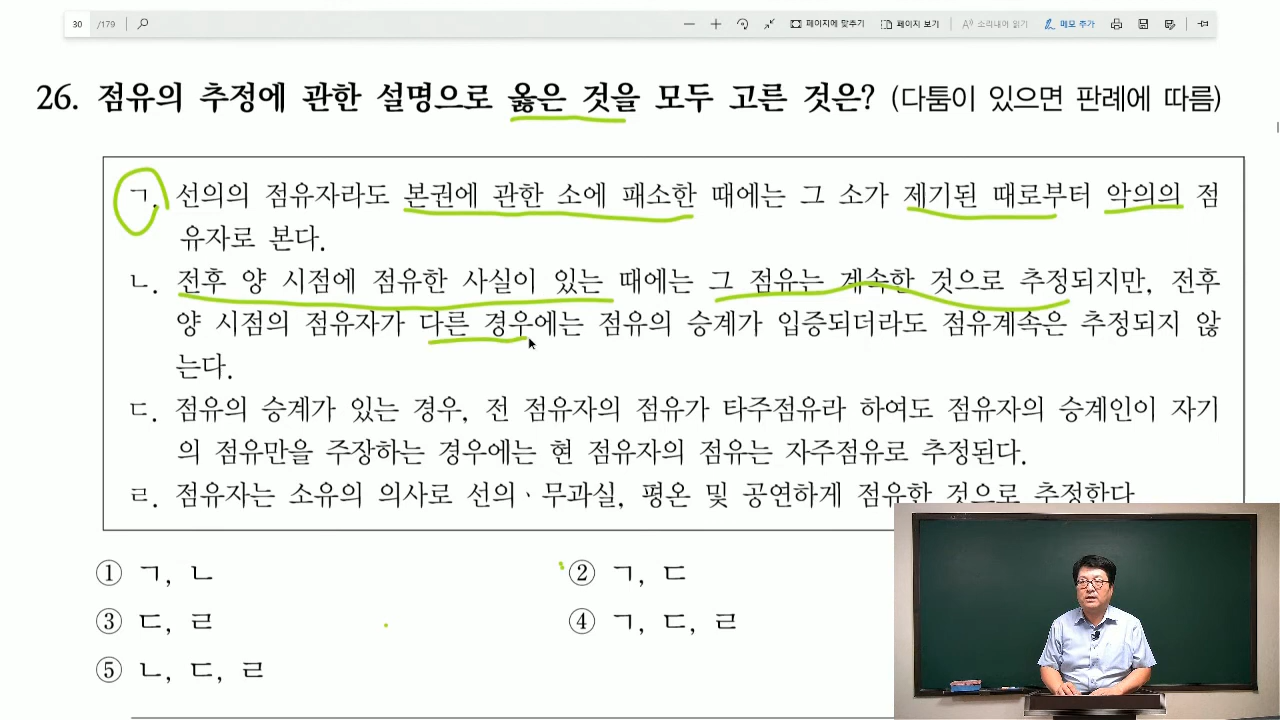 30 /179 페이지에 맞추기 페이지 보기 소리내어 읽기 메모 추가
26. 점유의 추정에 관한 설명으로 옳은 것을 모두 고른 것은? (다툼이 있으면 판례에 따름)
ㄱ. 선의의 점유자라도 본권에 관한 소에 패소한 때에는 그 소가 제기된 때로부터 악의의 점
유자로 본다.
ㄴ. 전후 양 시점에 점유한 사실이 있는 때에는 그 점유는 계속한 것으로 추정되지만, 전후
양 시점의 점유자가 다른 경우에는 점유의 승계가 입증되더라도 점유계속은 추정되지 않
는다.
ㄷ. 점유의 승계가 있는 경우, 전 점유자의 점유가 타주점유라 하여도 점유자의 승계인이 자기
의 점유만을 주장하는 경우에는 현 점유자의 점유는 자주점유로 추정된다.
ㄹ. 점유자는 소유의 의사로 선의 · 무과실, 평온 및 공연하게 점유한 것으로 추정한다
① ㄱ, ㄴ ② ㄱ, ㄷ
③ ㄷ, ㄹ ④ ㄱ, ㄷ, ㄹ
⑤ ㄴ, ㄷ, ㄹ